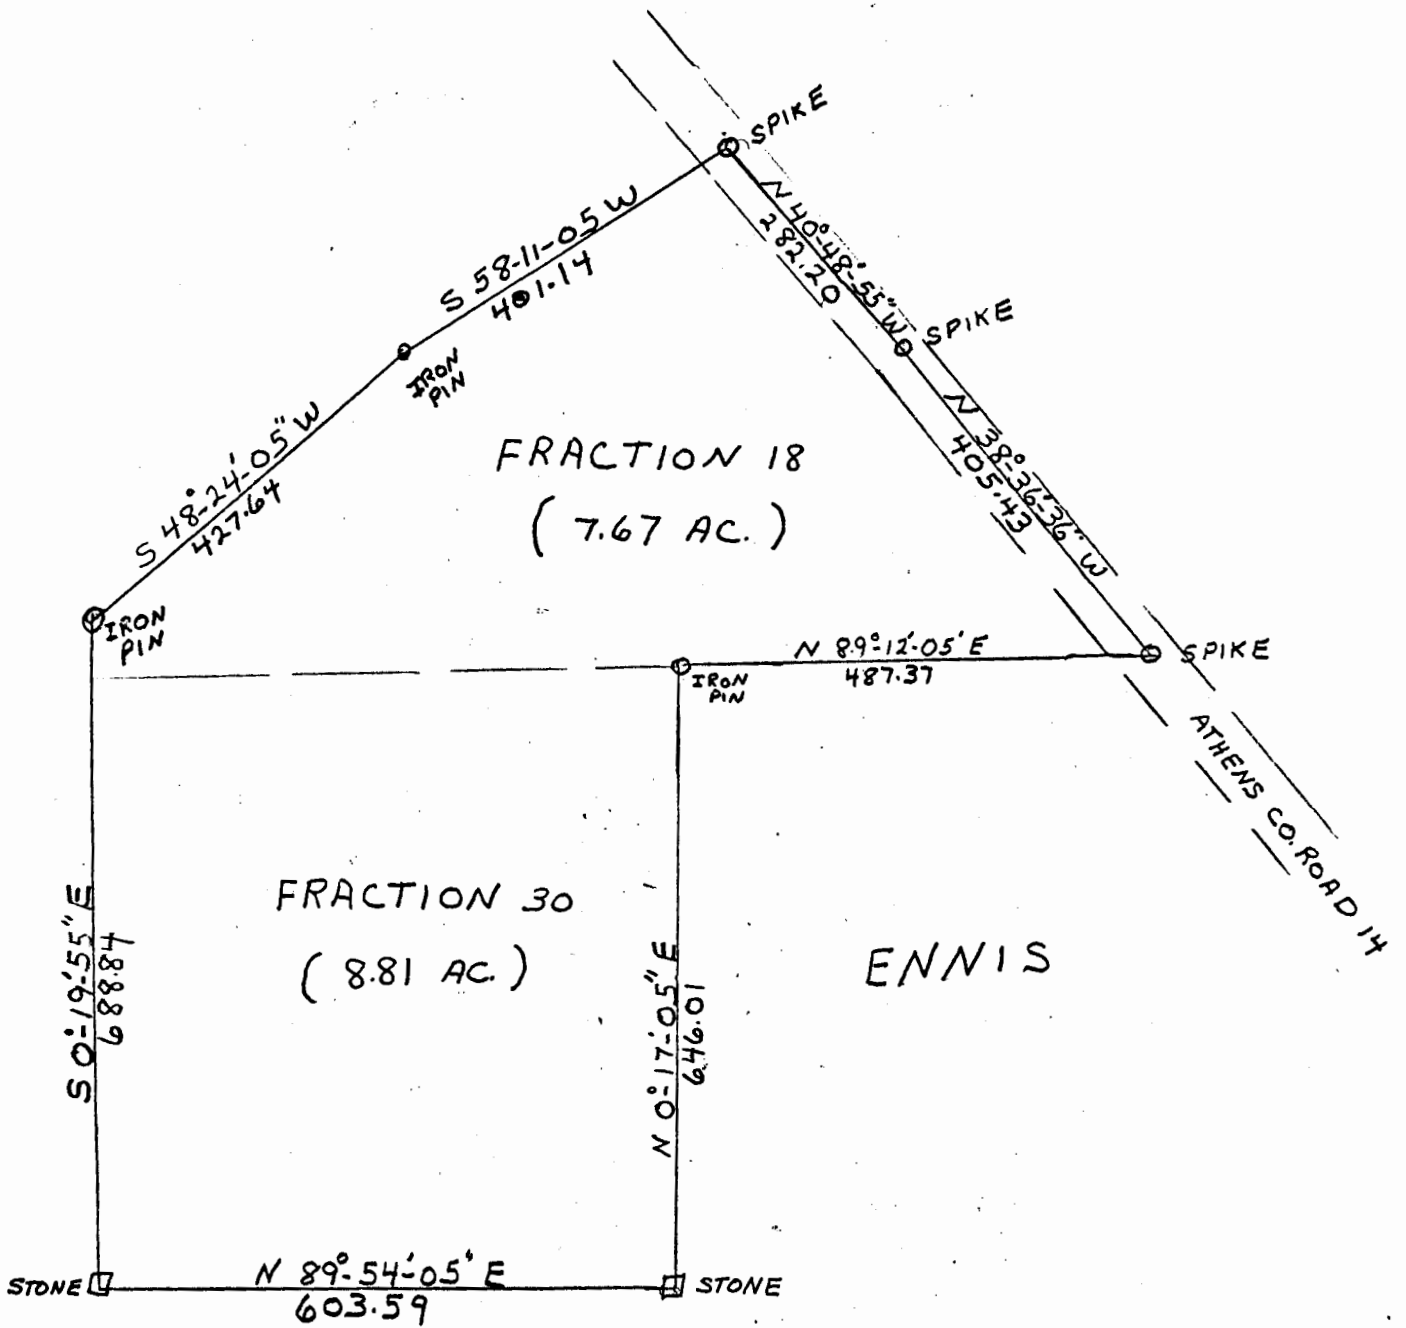 SPIKE
N 40°-48'-55" W
282.20
S 58-11-05 W
401.14
SPIKE
IRON
PIN
N 38°-36'-36" W
405.43
S 48°-24'-05" W
427.64
FRACTION 18
( 7.67 AC. )
IRON
PIN
N 89°-12'-05' E
487.37
SPIKE
IRON
PIN
ATHENS CO. ROAD 14
FRACTION 30
( 8.81 AC. )
ENNIS
S 0°-19'-55" E
688.84
N 0°-17'-05" E
646.01
STONE
N 89°-54'-05" E
603.59
STONE